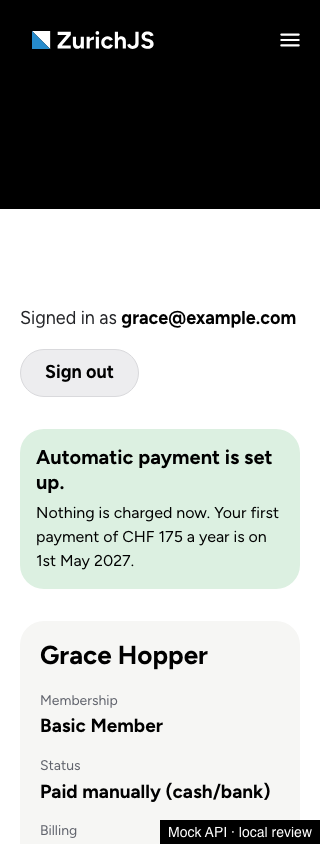 ZurichJS
Signed in as grace@example.com
Sign out
Automatic payment is set
up.
Nothing is charged now. Your first
payment of CHF 175 a year is on
1st May 2027.
Grace Hopper
Membership
Basic Member
Status
Paid manually (cash/bank)
Billing
Mock API · local review